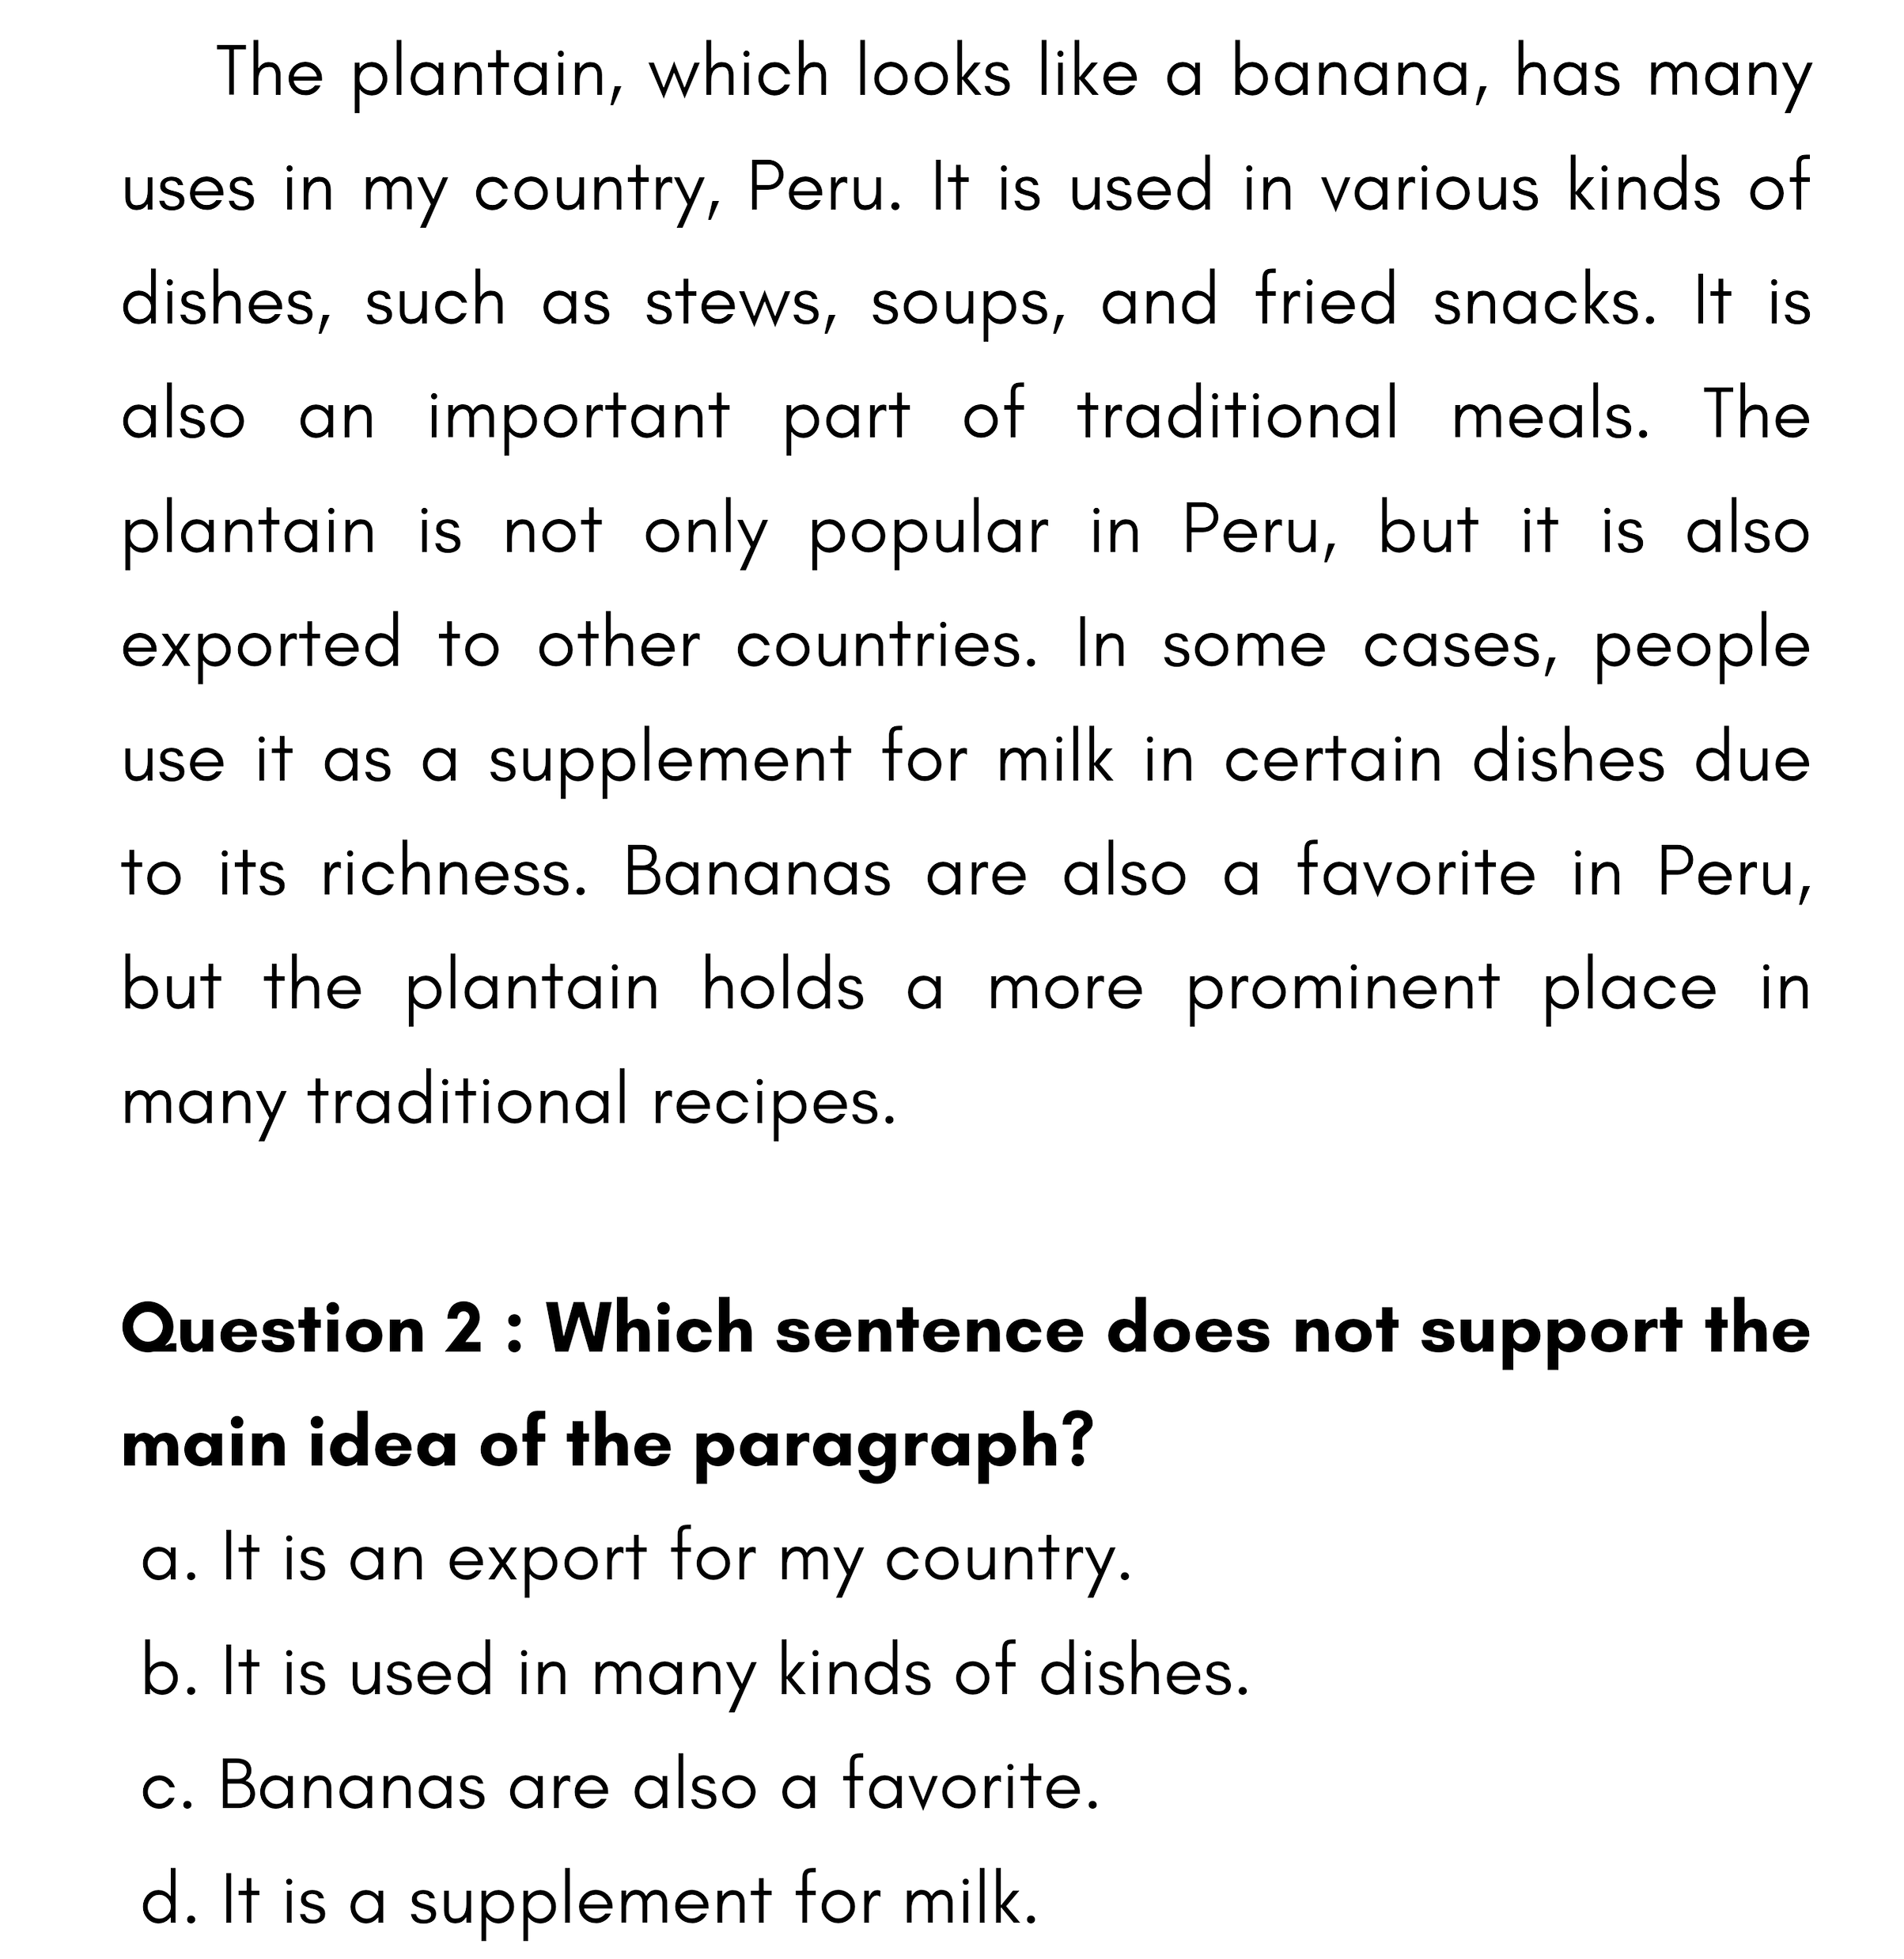 The plantain, which looks like a banana, has many
uses in my country, Peru. It is used in various kinds of
dishes, such as stews, soups, and fried snacks. It is
also an important part of traditional meals. The
plantain is not only popular in Peru, but it is also
exported to other countries. In some cases, people
use it as a supplement for milk in certain dishes due
to its richness. Bananas are also a favorite in Peru,
but the plantain holds a more prominent place in
many traditional recipes.
Question 2 : Which sentence does not support the
main idea of the paragraph?
a. It is an export for my country.
b. It is used in many kinds of dishes.
c. Bananas are also a favorite.
d. It is a supplement for milk.